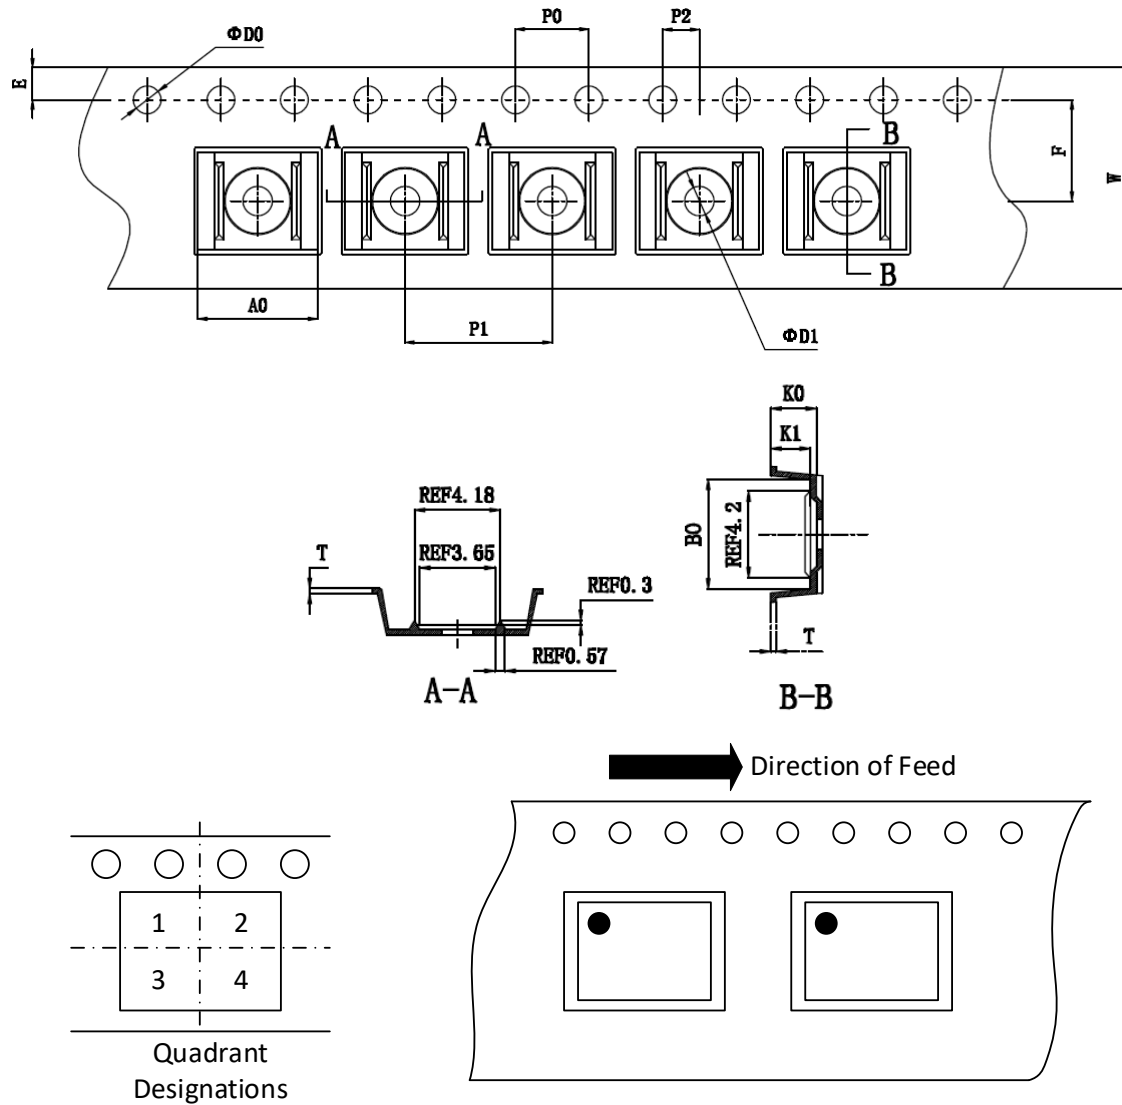 P0
P2
ΦD0
E
A
A
B
F
W
B
A0
P1
ΦD1
K0
K1
REF4.18
B0
REF4.2
T
REF3.65
REF0.3
T
REF0.57
A-A
B-B
Direction of Feed
1
2
3
4
Quadrant
Designations